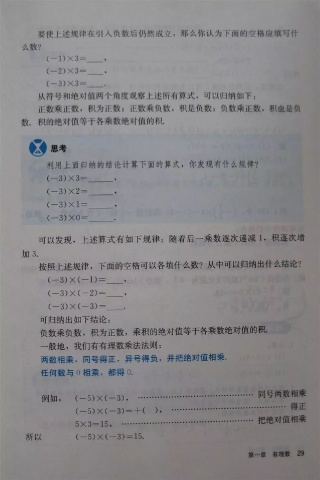 要使上述规律在引入负数后仍然成立，那么你认为下面的空格应填写什
么数?
(-1)×3=____，
(-2)×3=____，
(-3)×3=____.
从符号和绝对值两个角度观察上述所有算式，可以归纳如下：
正数乘正数，积为正数；正数乘负数，积是负数；负数乘正数，积也是负
数. 积的绝对值等于各乘数绝对值的积.
思考
利用上面归纳的结论计算下面的算式，你发现有什么规律?
(-3)×3=____，
(-3)×2=____，
(-3)×1=____，
(-3)×0=____.
可以发现，上述算式有如下规律：随着后一乘数逐次递减 1，积逐次增
加 3.
按照上述规律，下面的空格可以各填什么数? 从中可以归纳出什么结论?
(-3)×(-1)=____，
(-3)×(-2)=____，
(-3)×(-3)=____.
可归纳出如下结论：
负数乘负数，积为正数，乘积的绝对值等于各乘数绝对值的积.
一般地，我们有有理数乘法法则：
两数相乘，同号得正，异号得负，并把绝对值相乘.
任何数与 0 相乘，都得 0.
例如，(-5)×(-3)，…………………………同号两数相乘
(-5)×(-3)=+( )，…………………………得正
5×3=15，…………………………把绝对值相乘
所以 (-5)×(-3)=15.
第一章 有理数 29